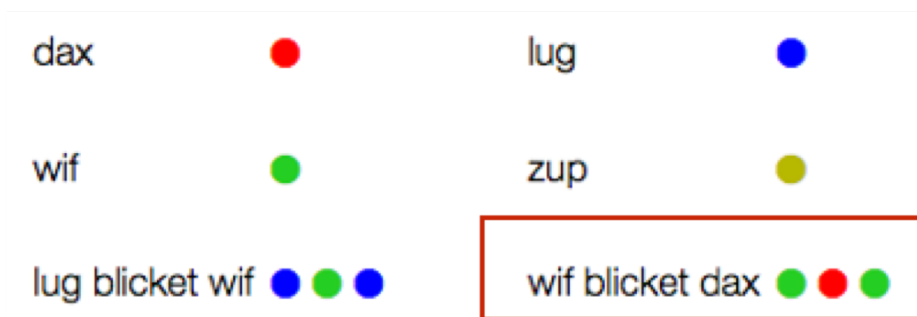 dax
lug
wif
zup
lug blicket wif
wif blicket dax